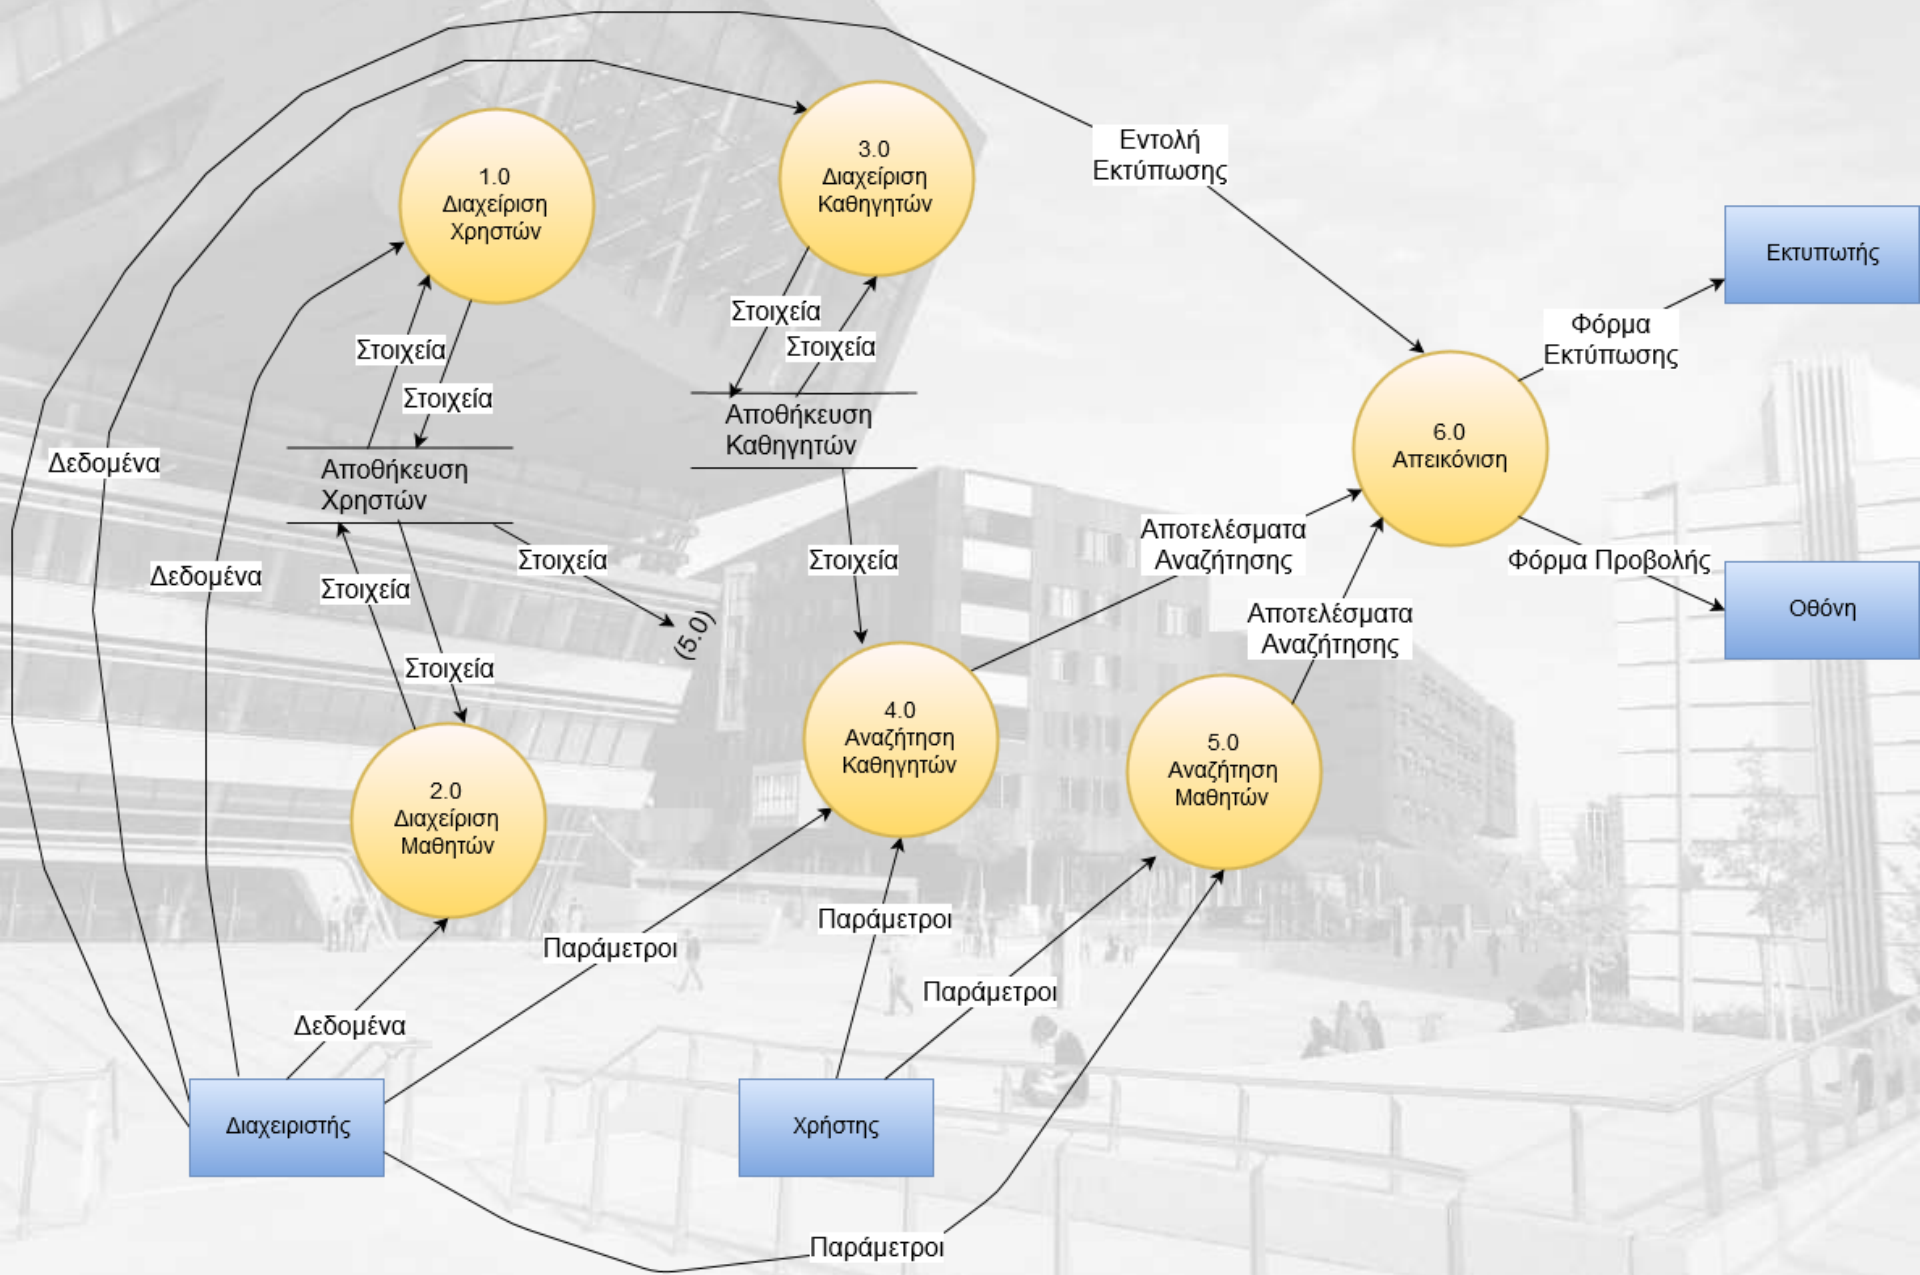 Εντολή
Εκτύπωσης
3.0
Διαχείριση
Καθηγητών
1.0
Διαχείριση
Χρηστών
Εκτυπωτής
Στοιχεία
Στοιχεία
Στοιχεία
Στοιχεία
Φόρμα
Εκτύπωσης
Αποθήκευση
Καθηγητών
6.0
Απεικόνιση
Δεδομένα
Αποθήκευση
Χρηστών
Αποτελέσματα
Αναζήτησης
Στοιχεία
Στοιχεία
Φόρμα Προβολής
Δεδομένα
Στοιχεία
Οθόνη
Αποτελέσματα
Αναζήτησης
(5.0)
Στοιχεία
4.0
Αναζήτηση
Καθηγητών
5.0
Αναζήτηση
Μαθητών
2.0
Διαχείριση
Μαθητών
Παράμετροι
Παράμετροι
Παράμετροι
Δεδομένα
Διαχειριστής
Χρήστης
Παράμετροι